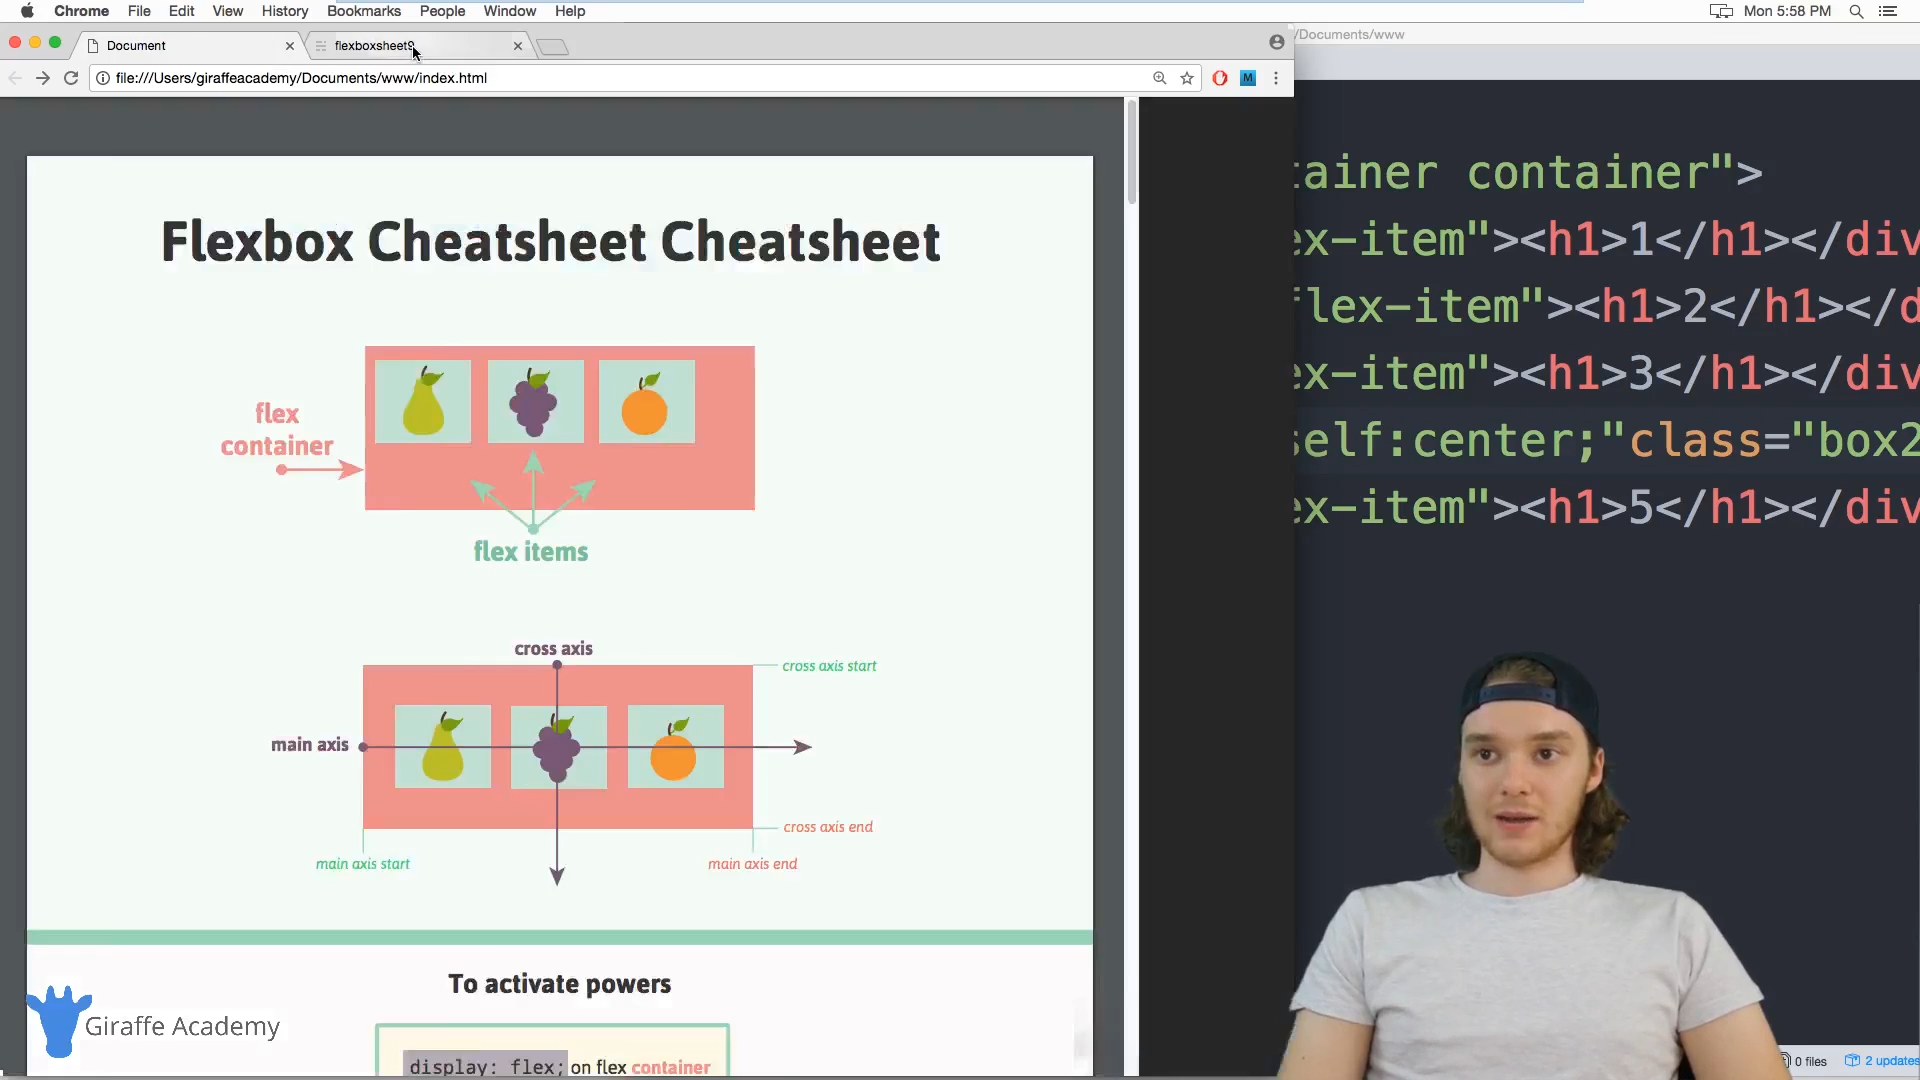 Chrome File Edit View History Bookmarks People Window Help
Mon 5:58 PM
Document
flexboxsheet9
/Documents/www
file:///Users/giraffeacademy/Documents/www/index.html
M
Flexbox Cheatsheet Cheatsheet
flex
container
flex items
cross axis
cross axis start
main axis
cross axis end
main axis start
main axis end
To activate powers
display: flex; on flex container
Giraffe Academy
tainer container">
ex-item"><h1>1</h1></div
flex-item"><h1>2</h1></d
ex-item"><h1>3</h1></div
self:center;"class="box2
ex-item"><h1>5</h1></div
0 files
2 updates